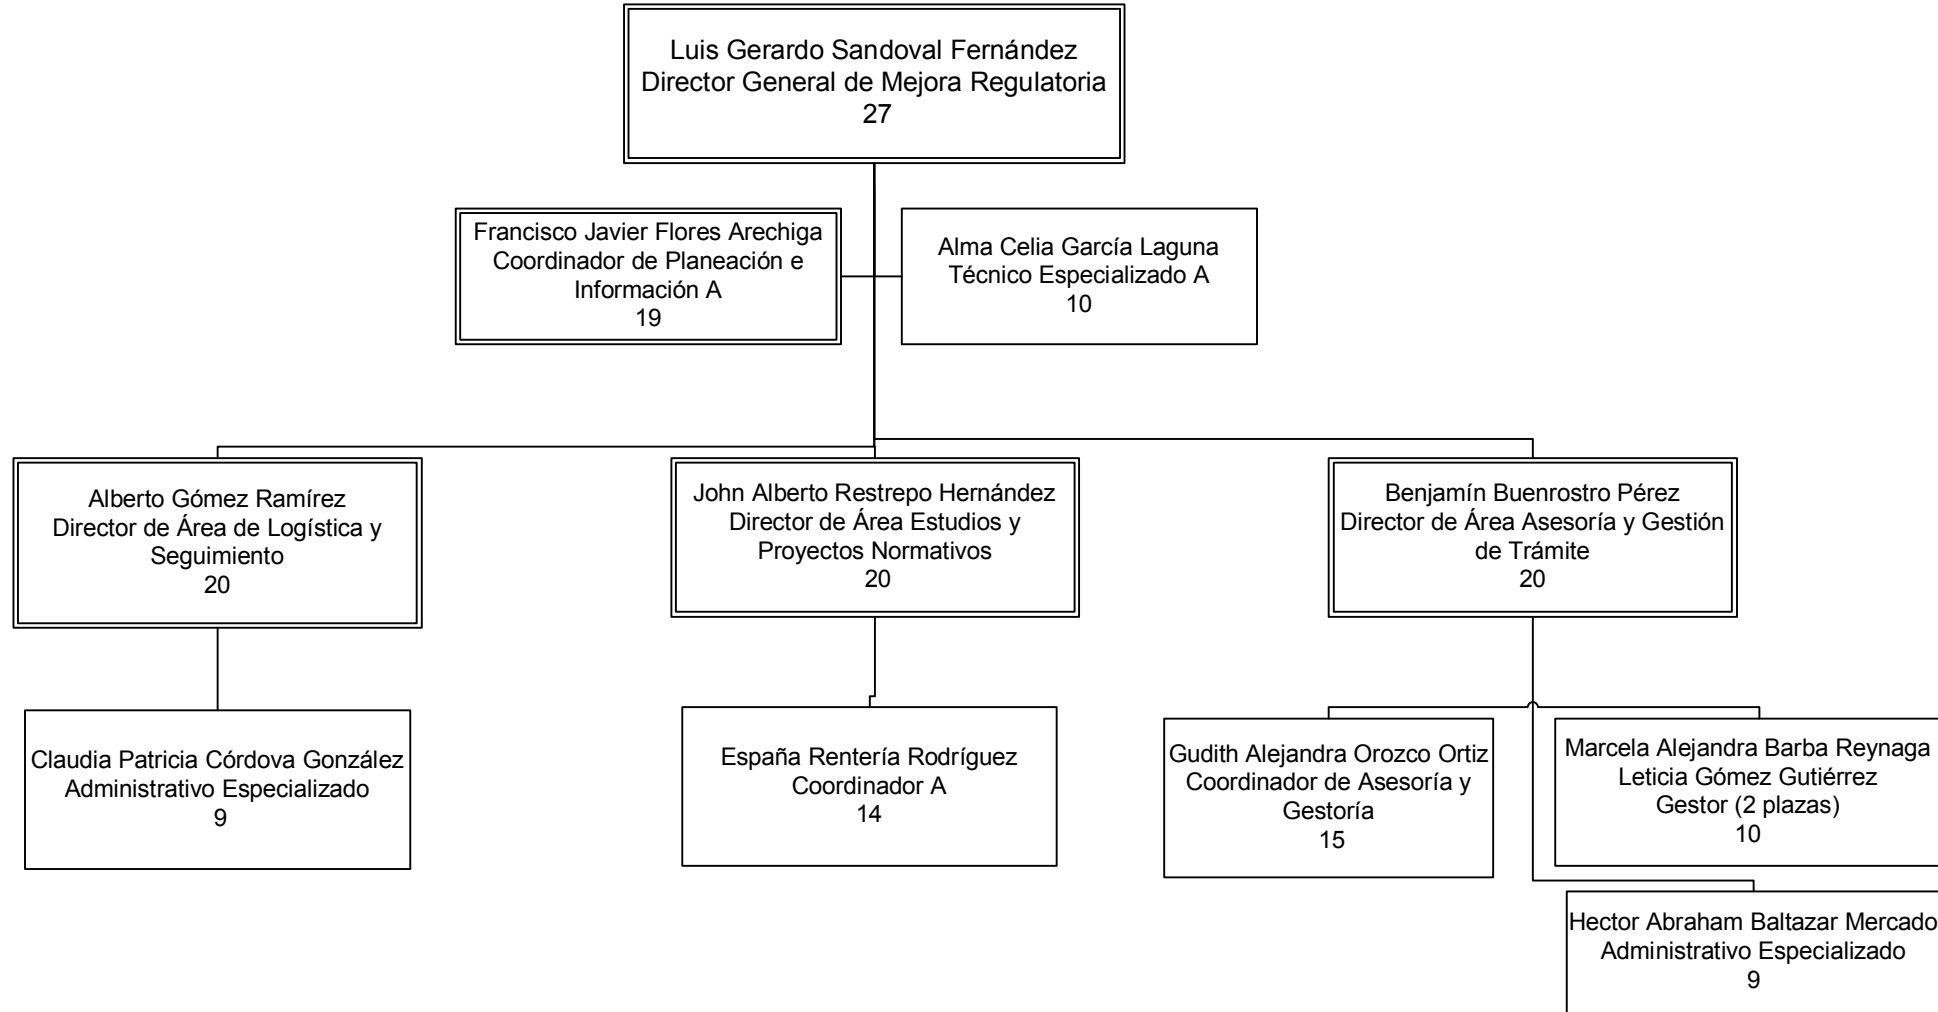 Luis Gerardo Sandoval Fernández
Director General de Mejora Regulatoria
27
Francisco Javier Flores Arechiga
Coordinador de Planeación e
Información A
19
Alma Celia García Laguna
Técnico Especializado A
10
Alberto Gómez Ramírez
Director de Área de Logística y
Seguimiento
20
John Alberto Restrepo Hernández
Director de Área Estudios y
Proyectos Normativos
20
Benjamín Buenrostro Pérez
Director de Área Asesoría y Gestión
de Trámite
20
Claudia Patricia Córdova González
Administrativo Especializado
9
España Rentería Rodríguez
Coordinador A
14
Gudith Alejandra Orozco Ortiz
Coordinador de Asesoría y
Gestoría
15
Marcela Alejandra Barba Reynaga
Leticia Gómez Gutiérrez
Gestor (2 plazas)
10
Hector Abraham Baltazar Mercado
Administrativo Especializado
9